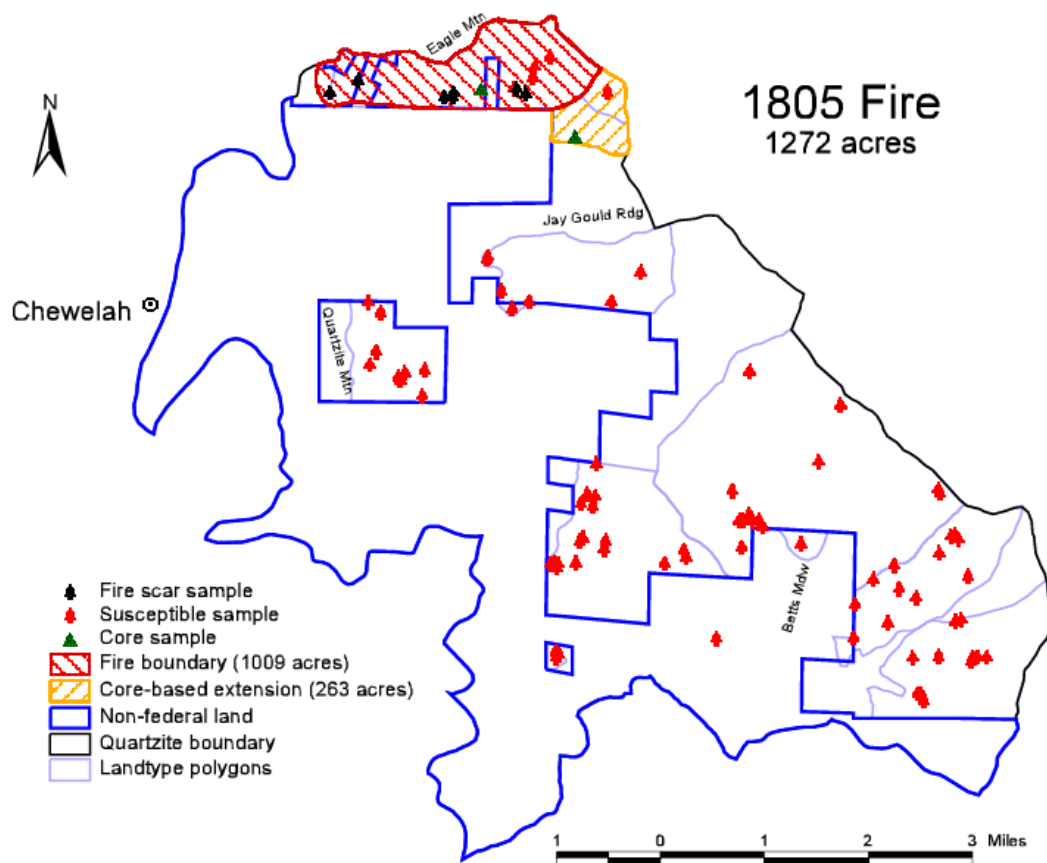 Eagle Mtn
1805 Fire
1272 acres
N
Jay Gould Rdg
Chewelah
Quartzite Mtn
Betts Mdw
Fire scar sample
Susceptible sample
Core sample
Fire boundary (1009 acres)
Core-based extension (263 acres)
Non-federal land
Quartzite boundary
Landtype polygons
1 0 1 2 3 Miles